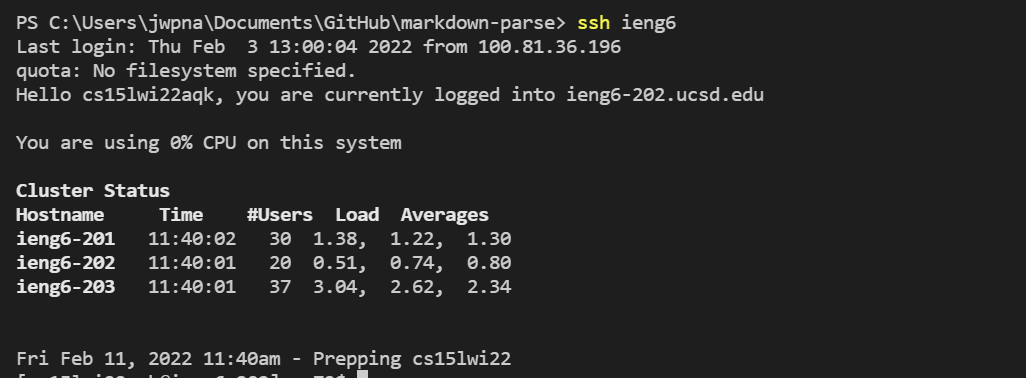 PS C:\Users\jwpna\Documents\GitHub\markdown-parse> ssh ieng6
Last login: Thu Feb  3 13:00:04 2022 from 100.81.36.196
quota: No filesystem specified.
Hello cs15lwi22aqk, you are currently logged into ieng6-202.ucsd.edu
You are using 0% CPU on this system
Cluster Status
Hostname     Time    #Users  Load  Averages
ieng6-201   11:40:02   30  1.38,  1.22,  1.30
ieng6-202   11:40:01   20  0.51,  0.74,  0.80
ieng6-203   11:40:01   37  3.04,  2.62,  2.34
Fri Feb 11, 2022 11:40am - Prepping cs15lwi22